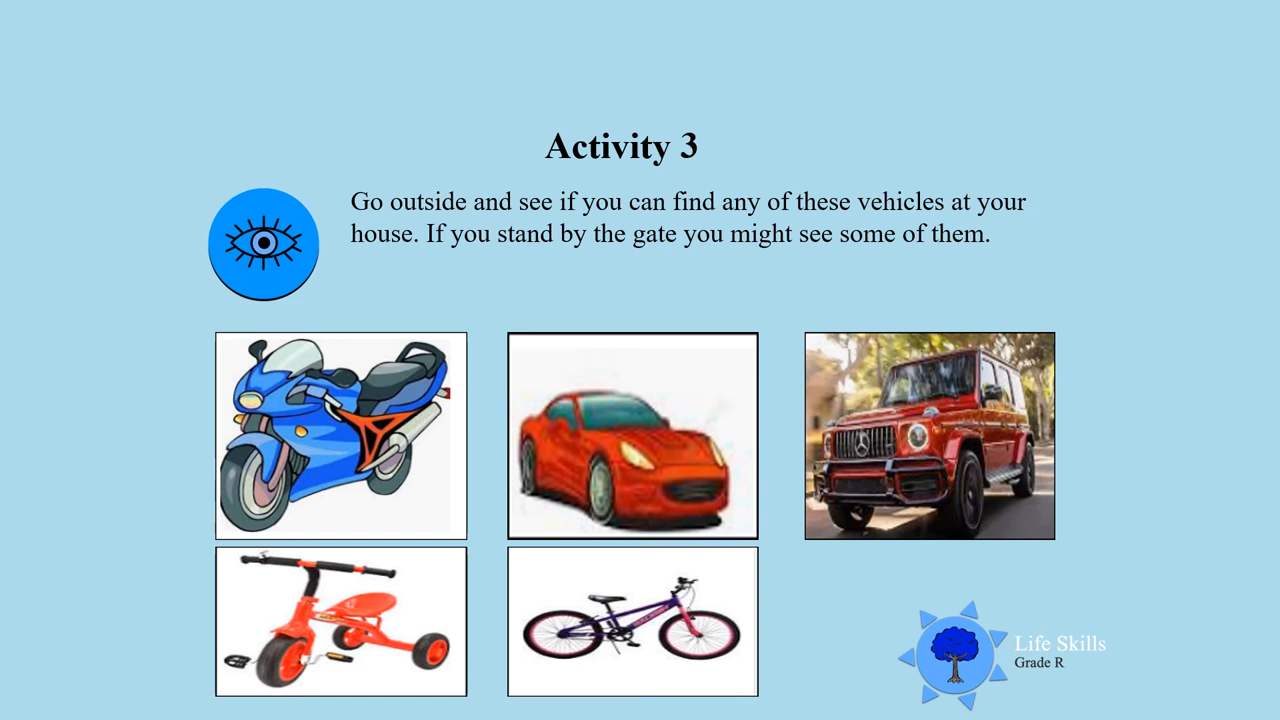 Activity 3
Go outside and see if you can find any of these vehicles at your
house. If you stand by the gate you might see some of them.
Life Skills
Grade R